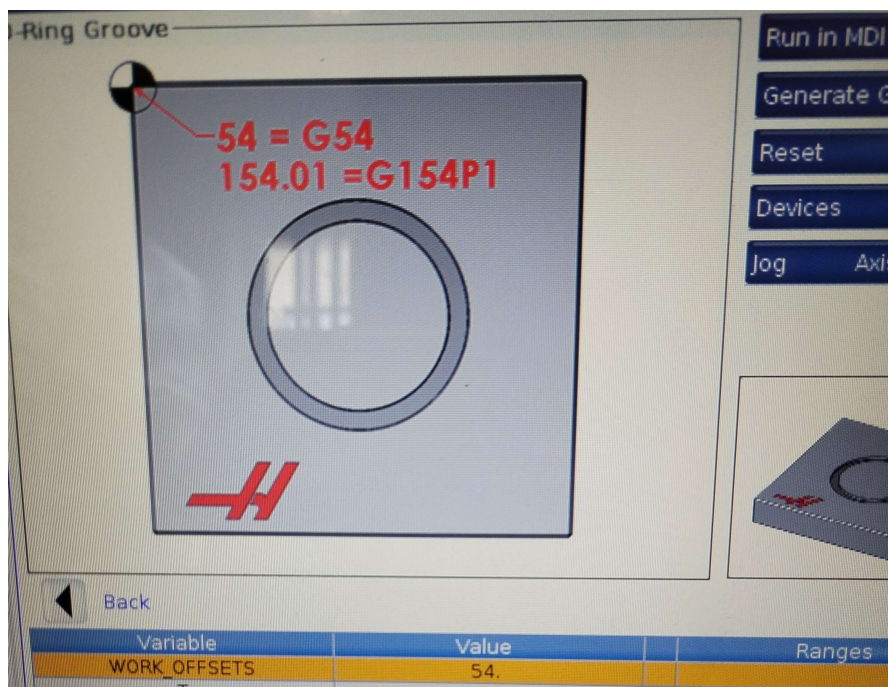 -Ring Groove
54 = G54
154.01 =G154P1
Run in MDI
Generate G
Reset
Devices
Jog Axi
Back
Variable Value Ranges
WORK_OFFSETS 54.